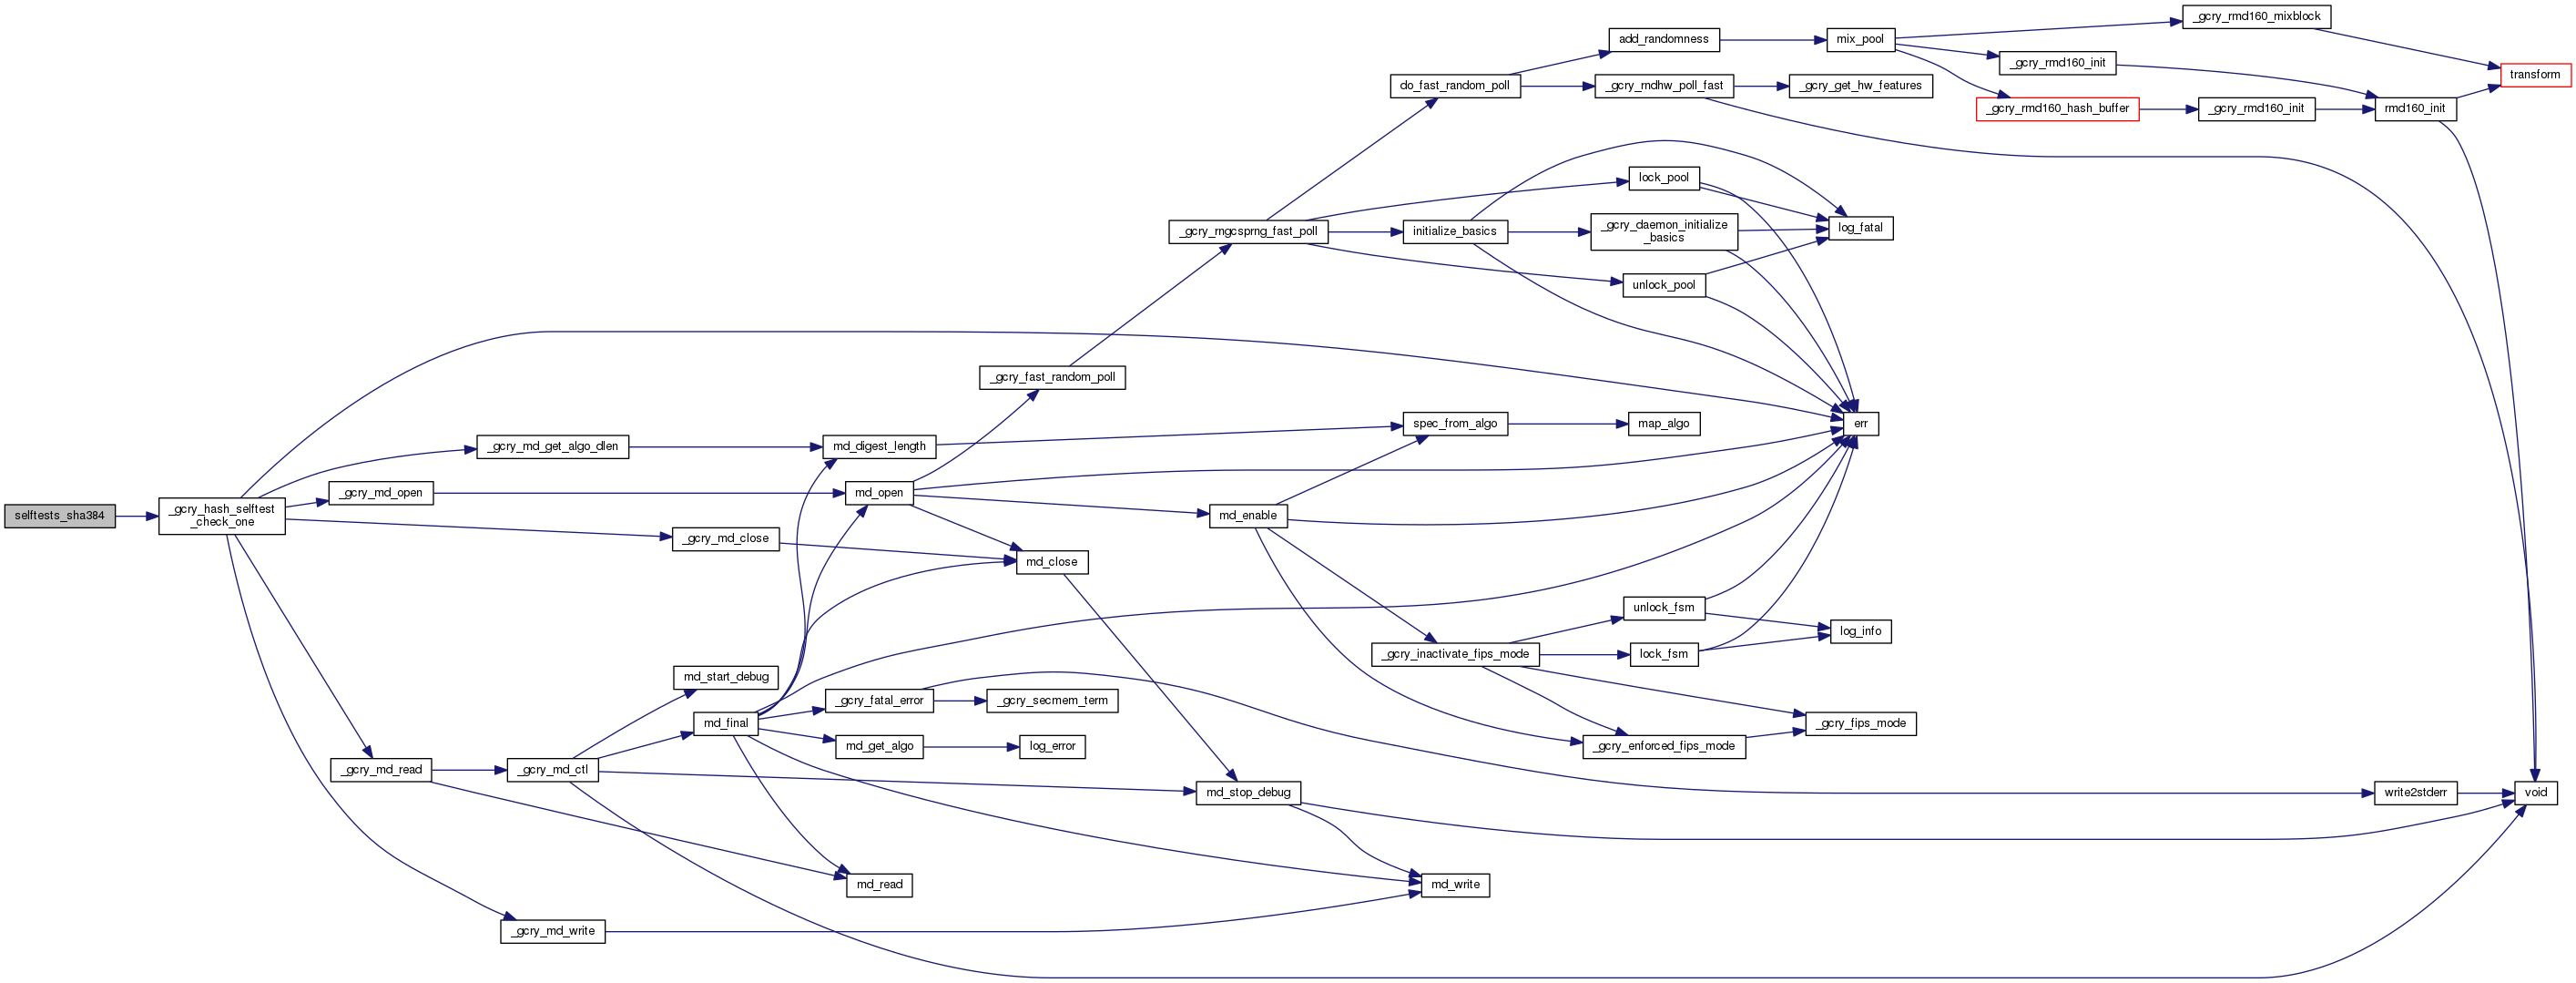 selftests_sha384
_gcry_hash_selftest
_check_one
_gcry_md_get_algo_dlen
_gcry_md_open
_gcry_md_close
_gcry_md_read
_gcry_md_write
_gcry_md_ctl
md_start_debug
md_final
md_digest_length
md_open
md_close
_gcry_fatal_error
_gcry_secmem_term
md_get_algo
log_error
md_read
_gcry_fast_random_poll
_gcry_rngcsprng_fast_poll
md_enable
md_stop_debug
md_write
do_fast_random_poll
add_randomness
mix_pool
_gcry_rmd160_mixblock
_gcry_rmd160_init
transform
_gcry_rndhw_poll_fast
_gcry_get_hw_features
_gcry_rmd160_hash_buffer
_gcry_rmd160_init
rmd160_init
lock_pool
initialize_basics
_gcry_daemon_initialize
_basics
log_fatal
unlock_pool
spec_from_algo
map_algo
err
unlock_fsm
_gcry_inactivate_fips_mode
lock_fsm
log_info
_gcry_fips_mode
_gcry_enforced_fips_mode
write2stderr
void